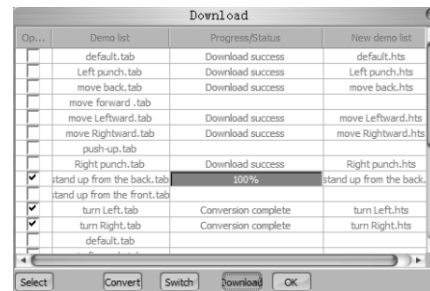 Download
Op... Demo list Progress/Status New demo list
default.tab Download success default.hts
Left punch.tab Download success Left punch.hts
move back.tab Download success move back.hts
move forward .tab
move Leftward.tab Download success move Leftward.hts
move Rightward.tab Download success move Rightward.hts
push-up.tab
Right punch.tab Download success Right punch.hts
stand up from the back.tab 100% stand up from the back.
stand up from the front.tab
turn Left.tab Conversion complete turn Left.hts
turn Right.tab Conversion complete turn Right.hts
default.tab
Select Convert Switch Download OK